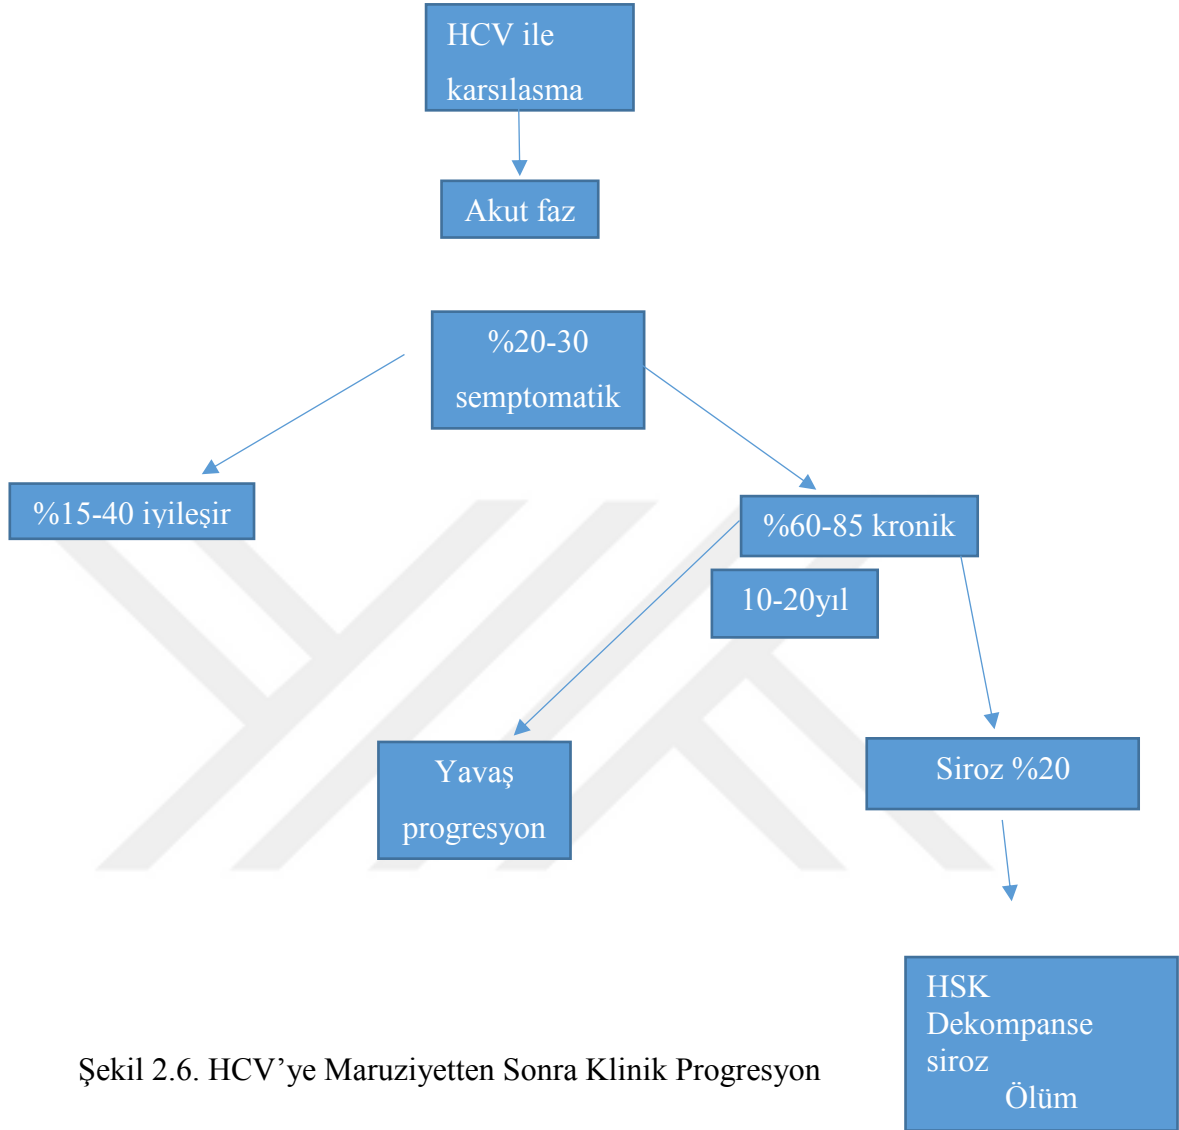 HCV ile
karsılasma
Akut faz
%20-30
semptomatik
%15-40 iyileşir
%60-85 kronik
10-20yıl
Yavaş
progresyon
Siroz %20
HSK
Dekompanse
siroz
Ölüm
Şekil 2.6. HCV’ye Maruziyetten Sonra Klinik Progresyon